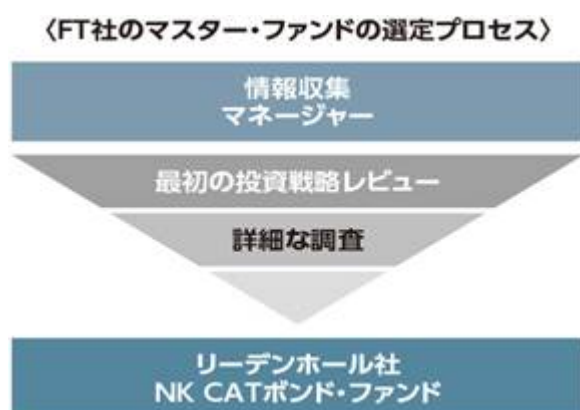 〈FT社のマスター・ファンドの選定プロセス〉
情報収集
マネージャー
最初の投資戦略レビュー
詳細な調査
リーデンホール社
NK CATボンド・ファンド